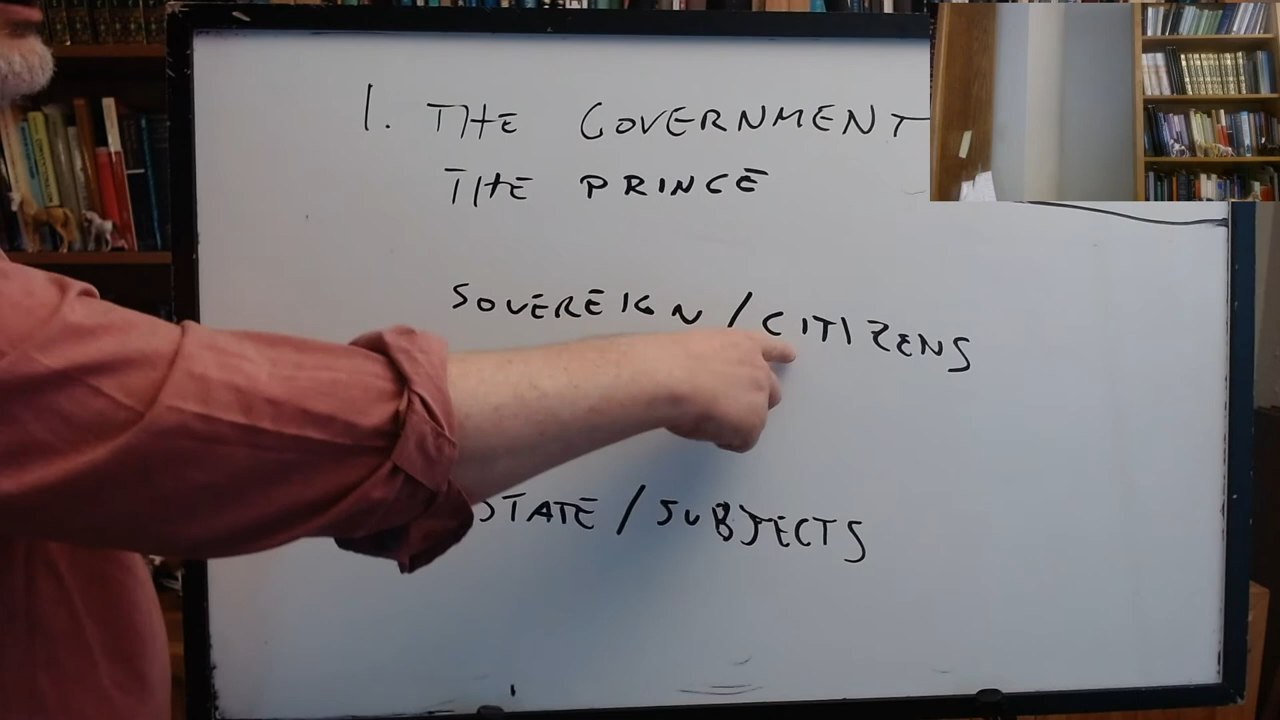 1. THE GOVERNMENT
THE PRINCE
SOVEREIGN / CITIZENS
STATE / SUBJECTS